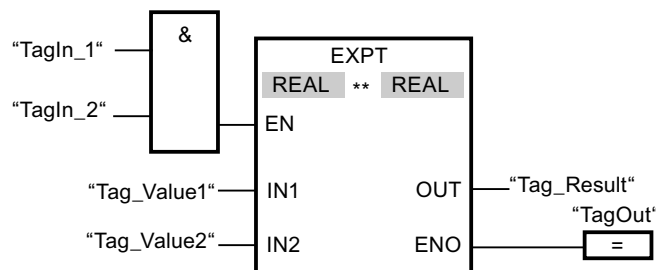 &
“TagIn_1“
EXPT
REAL ** REAL
“TagIn_2“
EN
“Tag_Value1“ IN1 OUT “Tag_Result“
“TagOut“
“Tag_Value2“ IN2 ENO =